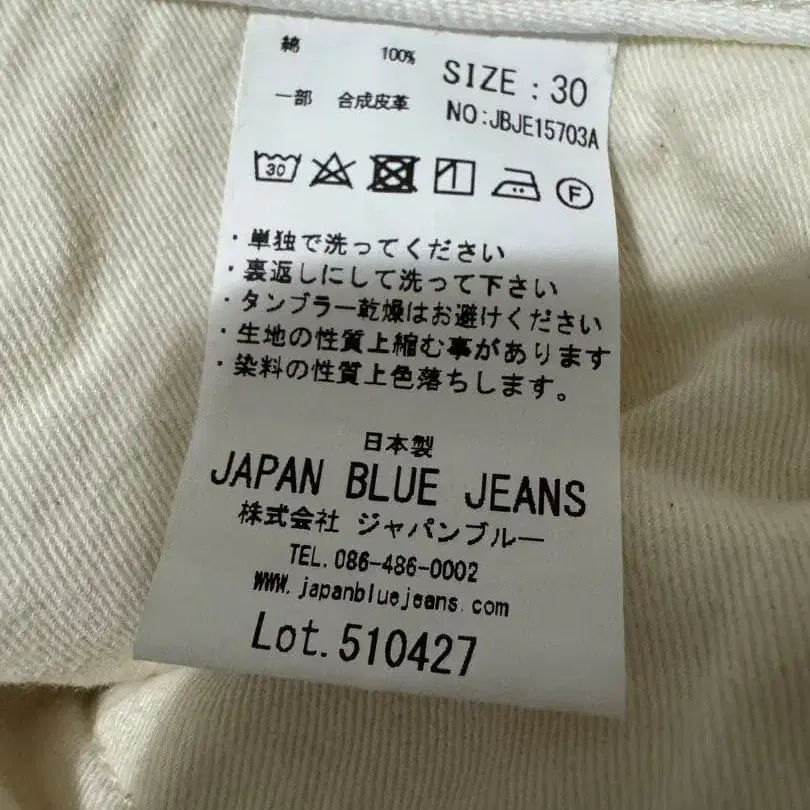 綿 100%
一部 合成皮革
SIZE : 30
NO:JBJE15703A
30
F
・単独で洗ってください
・裏返しにして洗って下さい
・タンブラー乾燥はお避けください
・生地の性質上縮む事があります
・染料の性質上色落ちします。
日本製
JAPAN BLUE JEANS
株式会社 ジャパンブルー
TEL. 086-486-0002
www.japanbluejeans.com
Lot. 510427